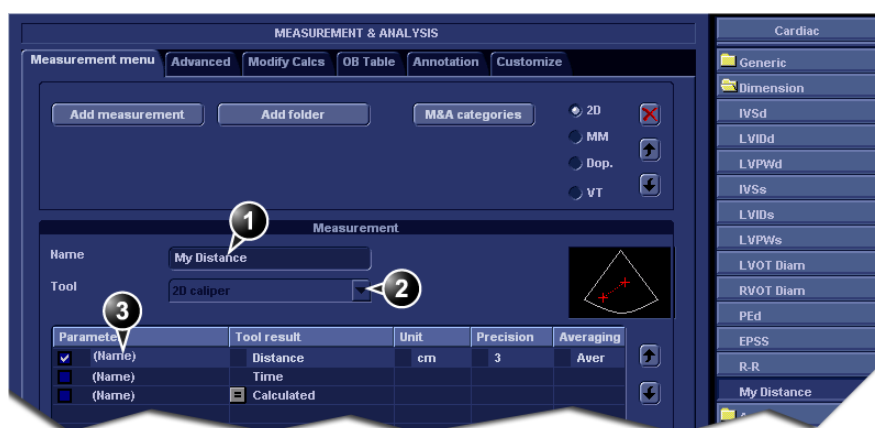 MEASUREMENT & ANALYSIS
Measurement menu Advanced Modify Calcs OB Table Annotation Customize
Add measurement Add folder M&A categories 2D
MM
Dop.
VT
1
Measurement
Name My Distance
Tool 2D caliper 2
3
Parameter Tool result Unit Precision Averaging
(Name) Distance cm 3 Aver
(Name) Time
(Name) = Calculated
Cardiac
Generic
Dimension
IVSd
LVIDd
LVPWd
IVSs
LVIDs
LVPWs
LVOT Diam
RVOT Diam
PEd
EPSS
R-R
My Distance